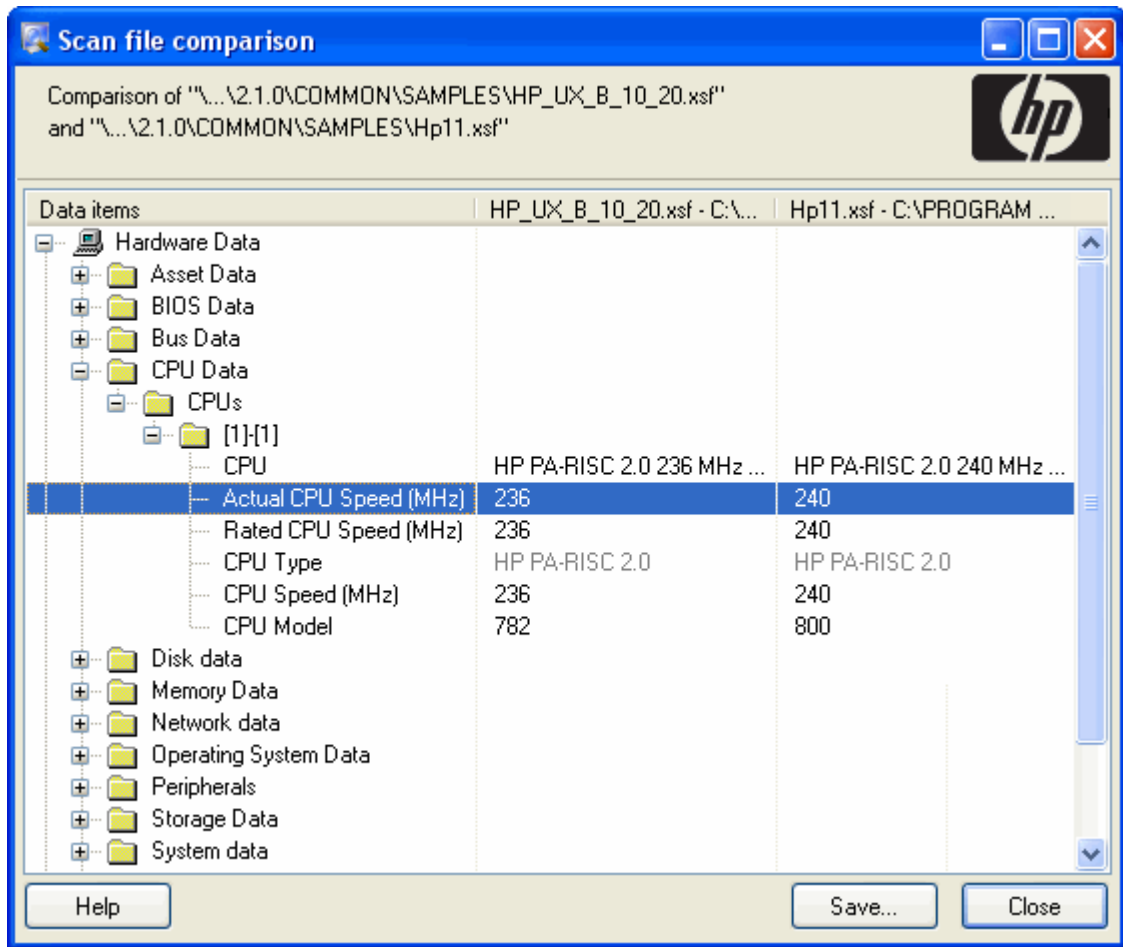 Scan file comparison
Comparison of "\...\2.1.0\COMMON\SAMPLES\HP_UX_B_10_20.xsf"
and "\...\2.1.0\COMMON\SAMPLES\Hp11.xsf"
hp
Data items HP_UX_B_10_20.xsf - C:\... Hp11.xsf - C:\PROGRAM ...
Hardware Data
Asset Data
BIOS Data
Bus Data
CPU Data
CPUs
[1]-[1]
CPU HP PA-RISC 2.0 236 MHz ... HP PA-RISC 2.0 240 MHz ...
Actual CPU Speed (MHz) 236 240
Rated CPU Speed (MHz) 236 240
CPU Type HP PA-RISC 2.0 HP PA-RISC 2.0
CPU Speed (MHz) 236 240
CPU Model 782 800
Disk data
Memory Data
Network data
Operating System Data
Peripherals
Storage Data
System data
Help Save... Close